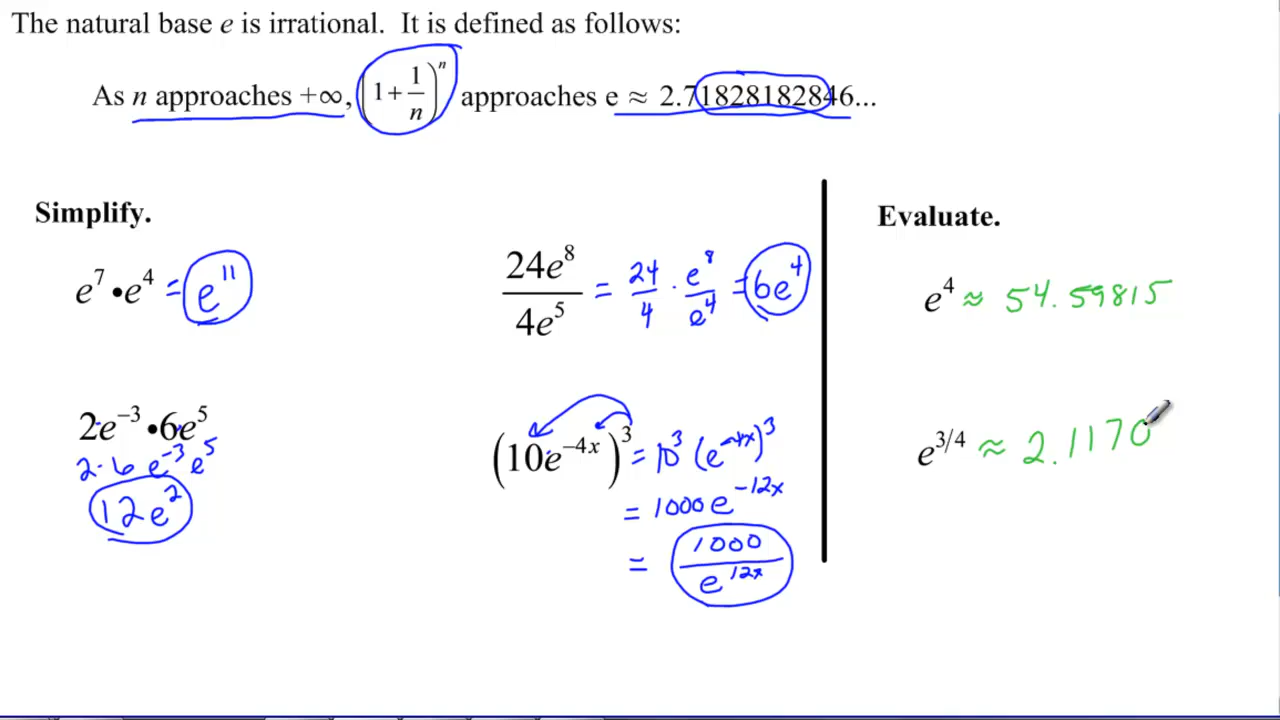 The natural base e is irrational. It is defined as follows:
As n approaches +∞, (1 + 1/n)^n approaches e ≈ 2.718281828​46...
Simplify.
e^7 • e^4 = e^11
2e^−3 • 6e^5
2·6 e^−3 e^5
12e^2
24e^8 / 4e^5 = 24/4 · e^8/e^4 = 6e^4
(10e^−4x)^3 = 10^3 (e^−4x)^3
= 1000e^−12x
= 1000/e^12x
Evaluate.
e^4 ≈ 54.59815
e^3/4 ≈ 2.1170